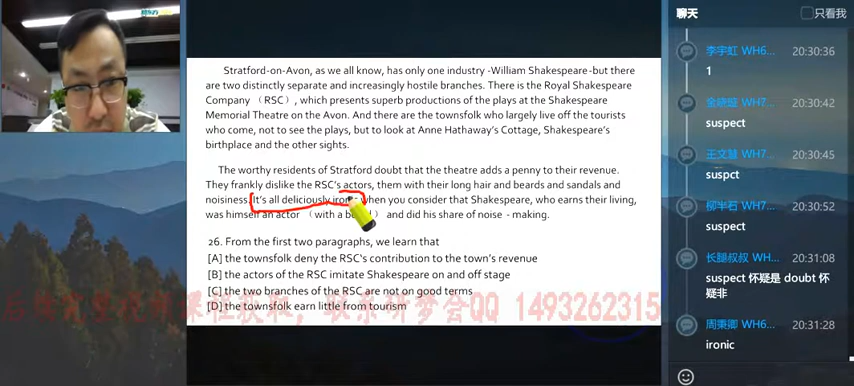 Stratford-on-Avon, as we all know, has only one industry -William Shakespeare-but there
are two distinctly separate and increasingly hostile branches. There is the Royal Shakespeare
Company （RSC）, which presents superb productions of the plays at the Shakespeare
Memorial Theatre on the Avon. And there are the townsfolk who largely live off the tourists
who come, not to see the plays, but to look at Anne Hathaway's Cottage, Shakespeare's
birthplace and the other sights.
The worthy residents of Stratford doubt that the theatre adds a penny to their revenue.
They frankly dislike the RSC's actors, them with their long hair and beards and sandals and
noisiness. It's all deliciously ironic when you consider that Shakespeare, who earns their living,
was himself an actor （with a beard） and did his share of noise - making.
26. From the first two paragraphs, we learn that
[A] the townsfolk deny the RSC's contribution to the town's revenue
[B] the actors of the RSC imitate Shakespeare on and off stage
[C] the two branches of the RSC are not on good terms
[D] the townsfolk earn little from tourism
QQ 1493262315
聊天
只看我
李宇虹 WH6... 20:30:36
1
WH7... 20:30:42
suspect
王文慧 WH7... 20:30:45
suspct
柳半石 WH7... 20:30:52
suspect
长腿叔叔 WH... 20:31:08
suspect 怀疑是 doubt 怀
疑非
周秉卿 WH6... 20:31:28
ironic